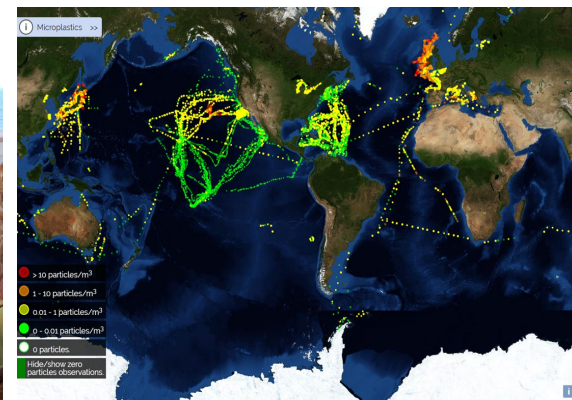 i Microplastics >>
> 10 particles/m³
1 - 10 particles/m³
0.01 - 1 particles/m³
0 - 0.01 particles/m³
0 particles.
Hide/show zero
particles observations.
i